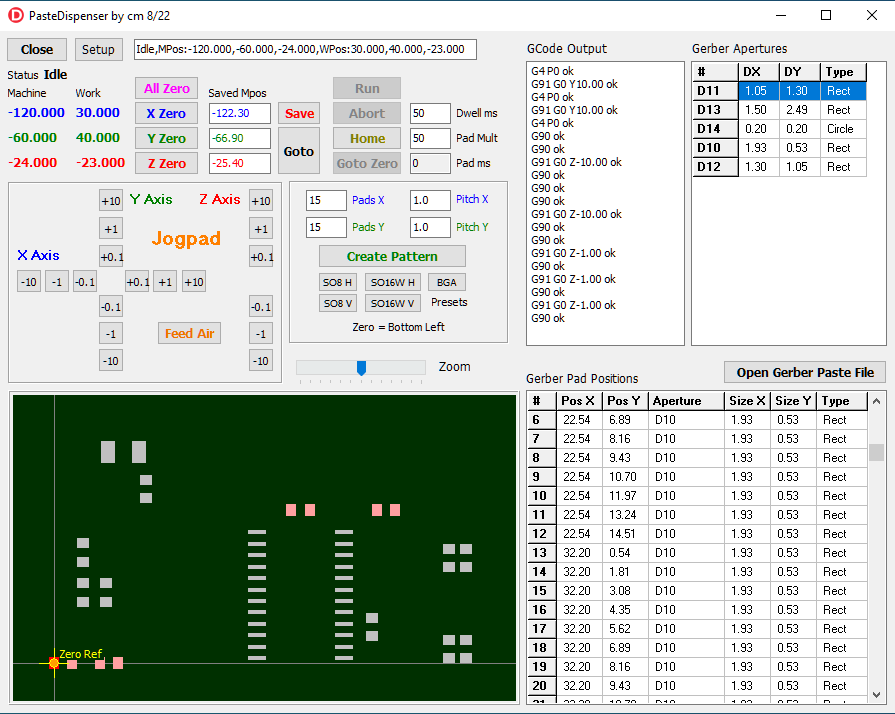 PasteDispenser by cm 8/22
Close Setup Idle,MPos:-120.000,-60.000,-24.000,WPos:30.000,40.000,-23.000
Status Idle
Machine Work
-120.000 30.000
-60.000 40.000
-24.000 -23.000
All Zero
X Zero
Y Zero
Z Zero
Saved Mpos
-122.30 Save
-66.90
-25.40
Goto
Run
Abort 50 Dwell ms
Home 50 Pad Mult
Goto Zero 0 Pad ms
+10 Y Axis Z Axis +10
+1 +1
Jogpad
X Axis +0.1 +0.1
-10 -1 -0.1 +0.1 +1 +10
-0.1 -0.1
-1 Feed Air -1
-10 -10
15 Pads X 1.0 Pitch X
15 Pads Y 1.0 Pitch Y
Create Pattern
SO8 H SO16W H BGA
SO8 V SO16W V Presets
Zero = Bottom Left
Zoom
Zero Ref
GCode Output
G4 P0 ok
G91 G0 Y10.00 ok
G4 P0 ok
G91 G0 Y10.00 ok
G4 P0 ok
G90 ok
G90 ok
G91 G0 Z-10.00 ok
G90 ok
G90 ok
G90 ok
G91 G0 Z-10.00 ok
G90 ok
G90 ok
G91 G0 Z-1.00 ok
G90 ok
G91 G0 Z-1.00 ok
G90 ok
G91 G0 Z-1.00 ok
G90 ok
Gerber Apertures
# DX DY Type
D11 1.05 1.30 Rect
D13 1.50 2.49 Rect
D14 0.20 0.20 Circle
D10 1.93 0.53 Rect
D12 1.30 1.05 Rect
Gerber Pad Positions Open Gerber Paste File
# Pos X Pos Y Aperture Size X Size Y Type
6 22.54 6.89 D10 1.93 0.53 Rect
7 22.54 8.16 D10 1.93 0.53 Rect
8 22.54 9.43 D10 1.93 0.53 Rect
9 22.54 10.70 D10 1.93 0.53 Rect
10 22.54 11.97 D10 1.93 0.53 Rect
11 22.54 13.24 D10 1.93 0.53 Rect
12 22.54 14.51 D10 1.93 0.53 Rect
13 32.20 0.54 D10 1.93 0.53 Rect
14 32.20 1.81 D10 1.93 0.53 Rect
15 32.20 3.08 D10 1.93 0.53 Rect
16 32.20 4.35 D10 1.93 0.53 Rect
17 32.20 5.62 D10 1.93 0.53 Rect
18 32.20 6.89 D10 1.93 0.53 Rect
19 32.20 8.16 D10 1.93 0.53 Rect
20 32.20 9.43 D10 1.93 0.53 Rect